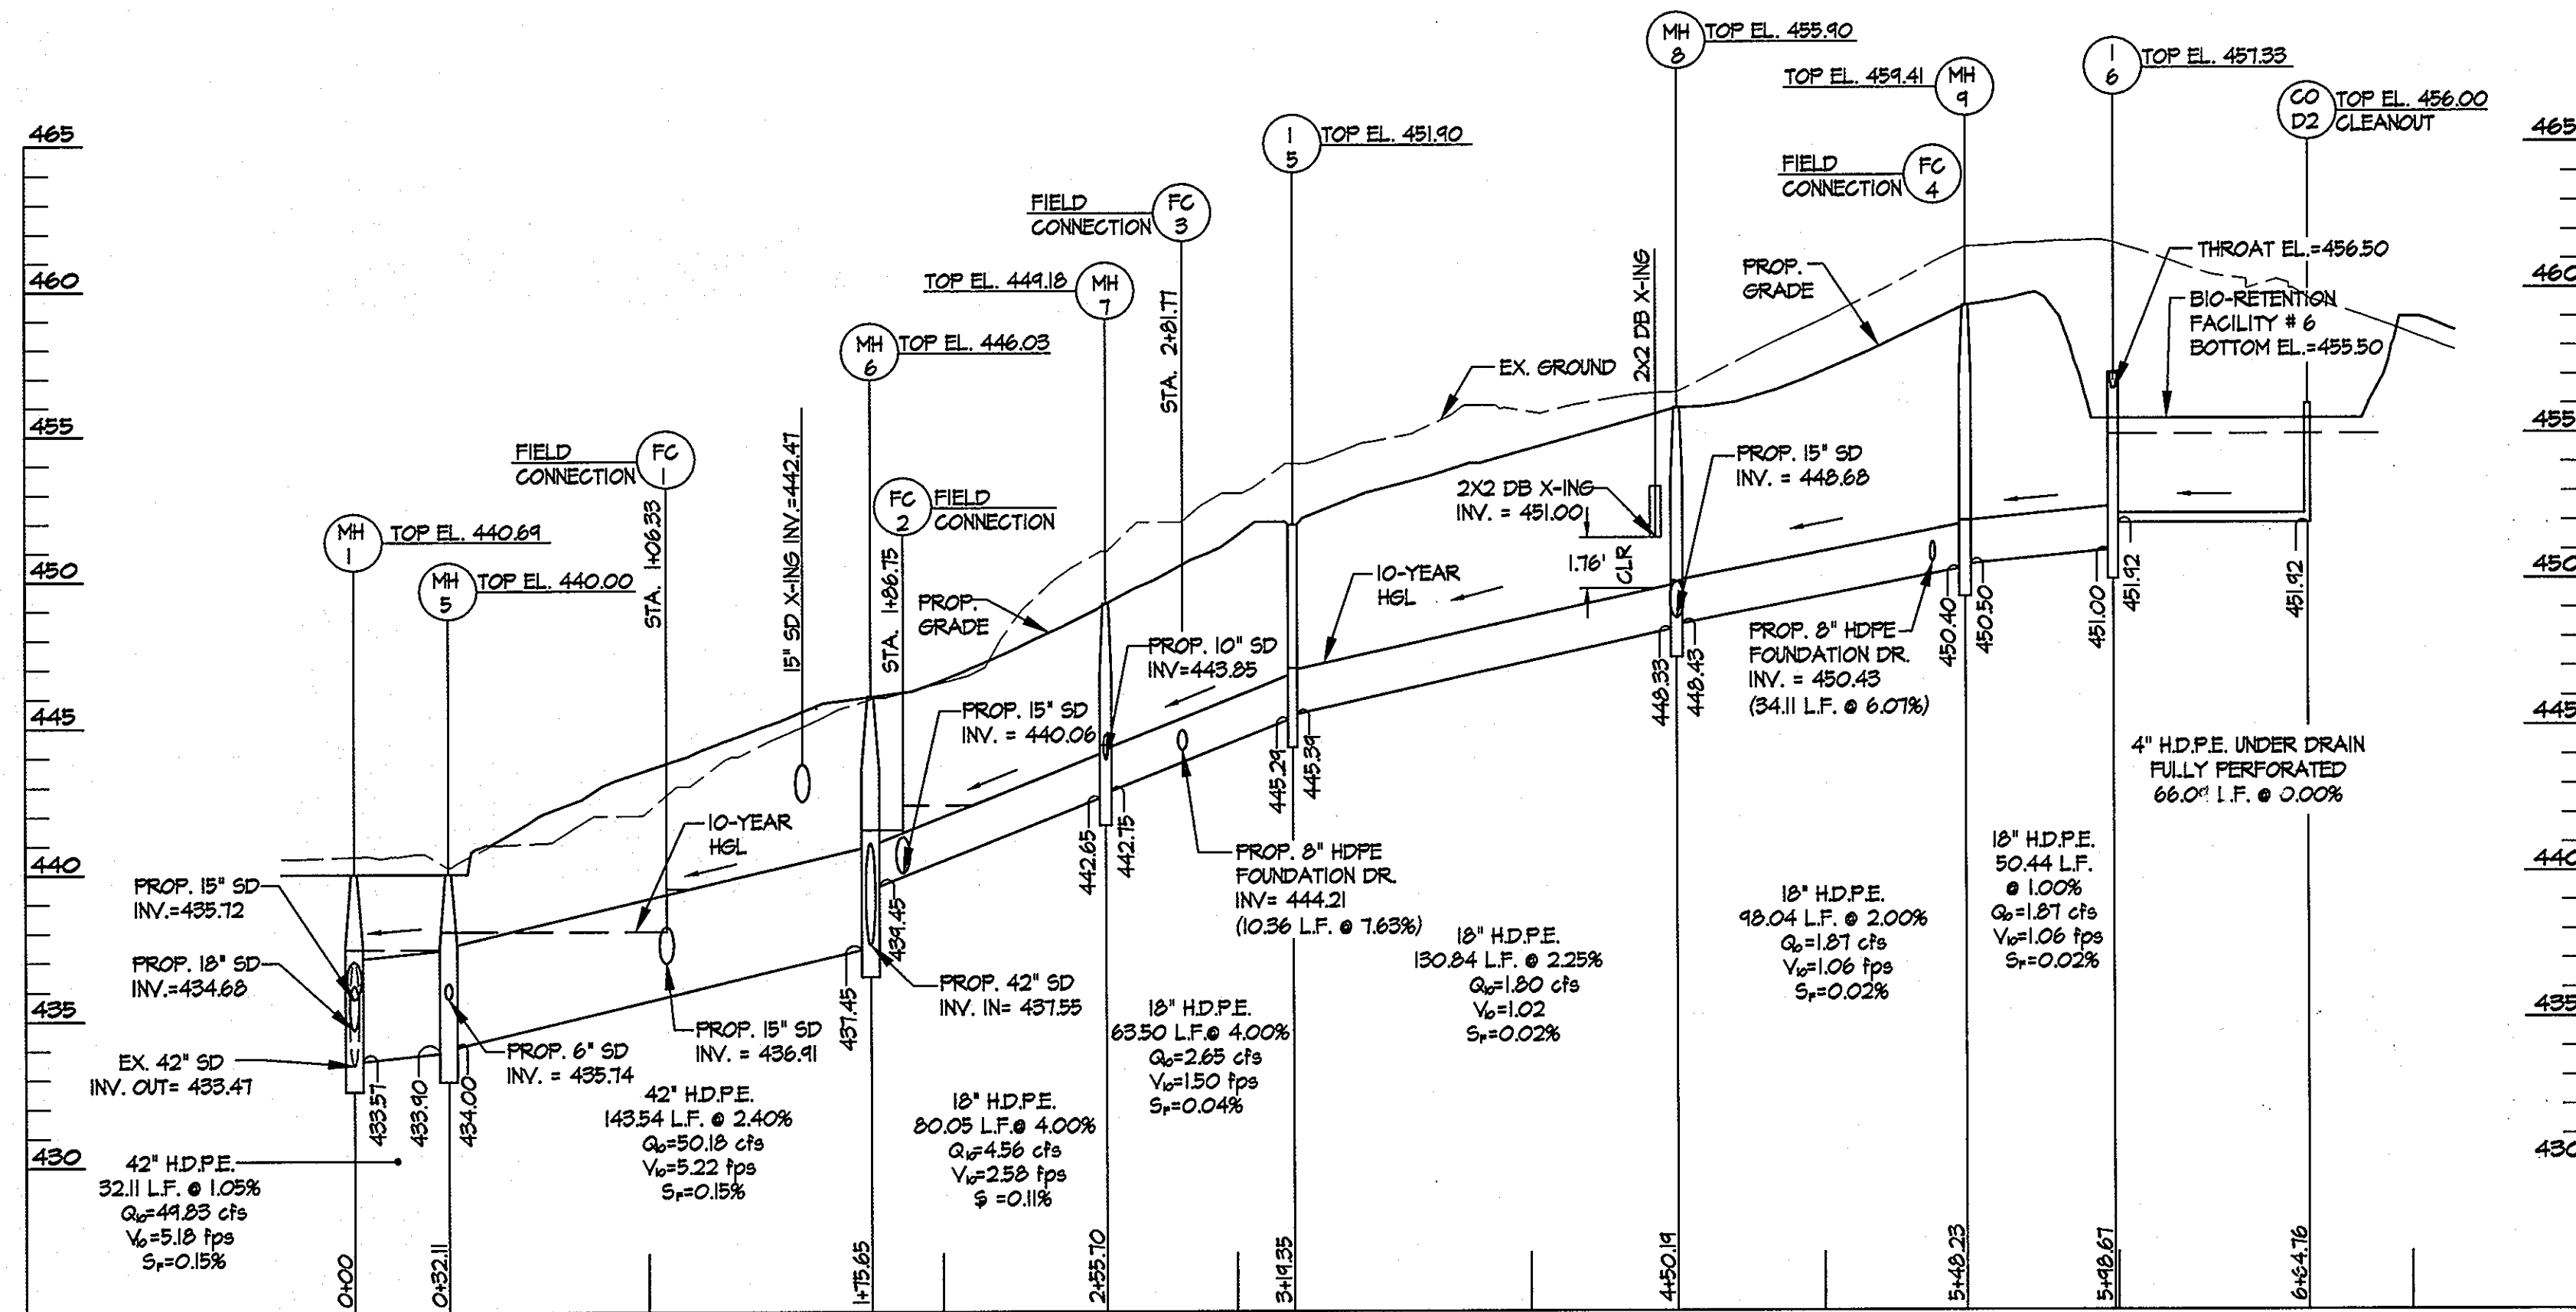 MH
8
TOP EL. 455.90
TOP EL. 459.41
MH
9
I
6
TOP EL. 457.33
CO
D2
TOP EL. 456.00
CLEANOUT
465
I
5
TOP EL. 451.90
FIELD
CONNECTION
FC
4
465
FIELD
CONNECTION
FC
3
460
TOP EL. 449.18
MH
7
STA. 2+81.77
2X2 DB X-ING
PROP.
GRADE
THROAT EL.=456.50
460
BIO-RETENTION
FACILITY # 6
BOTTOM EL.=455.50
MH
6
TOP EL. 446.03
EX. GROUND
455
FIELD
CONNECTION
FC
1
15" SD X-ING INV.=442.47
455
PROP. 15" SD
INV. = 448.68
2X2 DB X-ING
INV. = 451.00
FC
2
FIELD
CONNECTION
MH
1
TOP EL. 440.69
STA. 1+06.33
STA. 1+86.75
1.76'
CLR
450
MH
5
TOP EL. 440.00
PROP.
GRADE
10-YEAR
HGL
450
451.00
451.92
451.92
450.40
450.50
448.33
448.43
PROP. 8" HDPE
FOUNDATION DR.
INV. = 450.43
(34.11 L.F. @ 6.07%)
PROP. 10" SD
INV=443.85
445
PROP. 15" SD
INV. = 440.06
445.29
445.39
445
4" H.D.P.E. UNDER DRAIN
FULLY PERFORATED
L.F. @ 0.00%
10-YEAR
HGL
442.65
442.75
PROP. 8" HDPE
FOUNDATION DR.
INV= 444.21
(10.36 L.F. @ 7.63%)
440
PROP. 15" SD
INV.=435.72
439.45
440
18" H.D.P.E.
50.44 L.F.
@ 1.00%
Q10=1.87 cfs
V10=1.06 fps
SF=0.02%
18" H.D.P.E.
98.04 L.F. @ 2.00%
Q10=1.87 cfs
V10=1.06 fps
SF=0.02%
18" H.D.P.E.
130.84 L.F. @ 2.25%
Q10=1.80 cfs
V10=1.02
SF=0.02%
PROP. 18" SD
INV.=434.68
437.45
PROP. 42" SD
INV. IN= 437.55
435
PROP. 15" SD
INV. = 436.91
18" H.D.P.E.
63.50 L.F.@ 4.00%
Q10=2.65 cfs
V10=1.50 fps
SF=0.04%
435
EX. 42" SD
INV. OUT= 433.47
433.57
433.90
434.00
PROP. 6" SD
INV. = 435.74
42" H.D.P.E.
143.54 L.F. @ 2.40%
Q10=50.18 cfs
V10=5.22 fps
SF=0.15%
18" H.D.P.E.
80.05 L.F.@ 4.00%
Q10=4.56 cfs
V10=2.58 fps
S =0.11%
430
42" H.D.P.E.
32.11 L.F. @ 1.05%
Q10=49.83 cfs
V10=5.18 fps
SF=0.15%
430
0+00
0+32.11
1+75.65
2+55.70
3+19.35
4+50.19
5+48.23
5+98.67